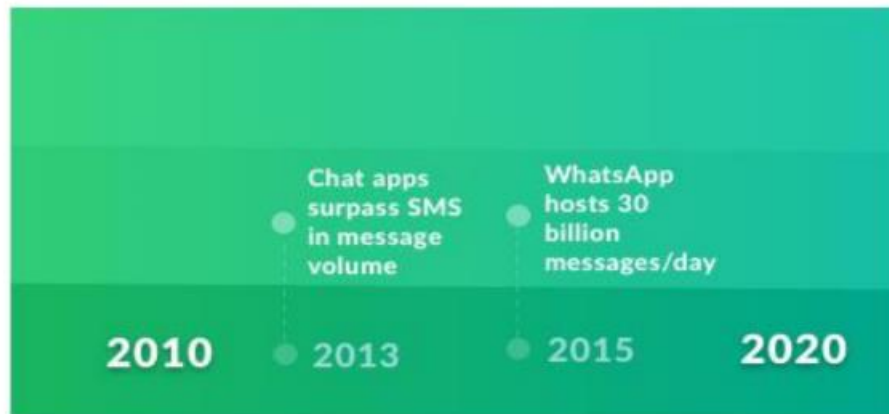 Chat apps
surpass SMS
in message
volume
WhatsApp
hosts 30
billion
messages/day
2010
2013
2015
2020